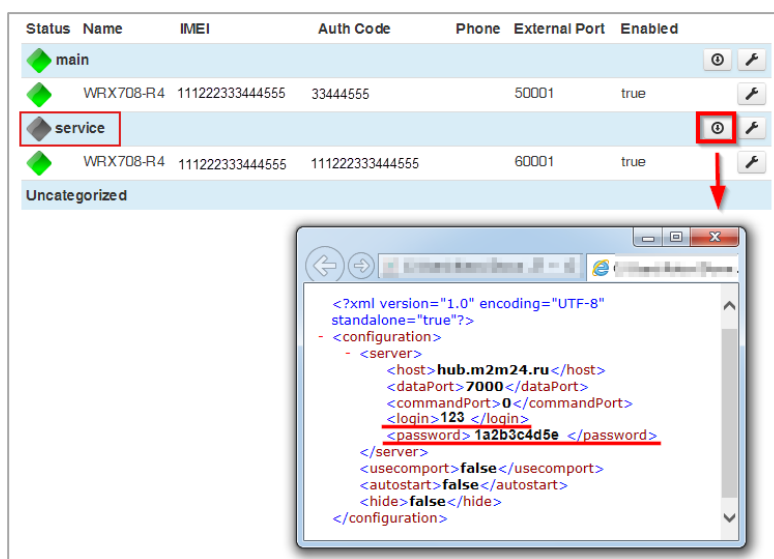 Status Name IMEI Auth Code Phone External Port Enabled
main
WRX708-R4 111222333444555 33444555 50001 true
service
WRX708-R4 111222333444555 111222333444555 60001 true
Uncategorized
<?xml version="1.0" encoding="UTF-8"
standalone="true"?>
- <configuration>
- <server>
<host>hub.m2m24.ru</host>
<dataPort>7000</dataPort>
<commandPort>0</commandPort>
<login>123 </login>
<password> 1a2b3c4d5e </password>
</server>
<usecomport>false</usecomport>
<autostart>false</autostart>
<hide>false</hide>
</configuration>